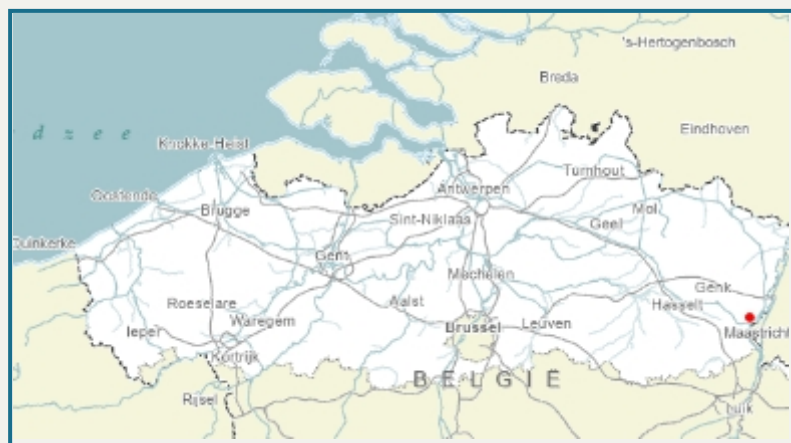 's-Hertogenbosch
Breda
d z e e
Eindhoven
Knokke-Heist
Turnhout
Oostende
Antwerpen
Mol
Brugge
Sint-Niklaas
Geel
Duinkerke
Gent
Mechelen
Genk
Roeselare
Aalst
Hasselt
Ieper
Waregem
Brussel
Leuven
Maastricht
Kortrijk
BELGIË
Rijsel
Luik